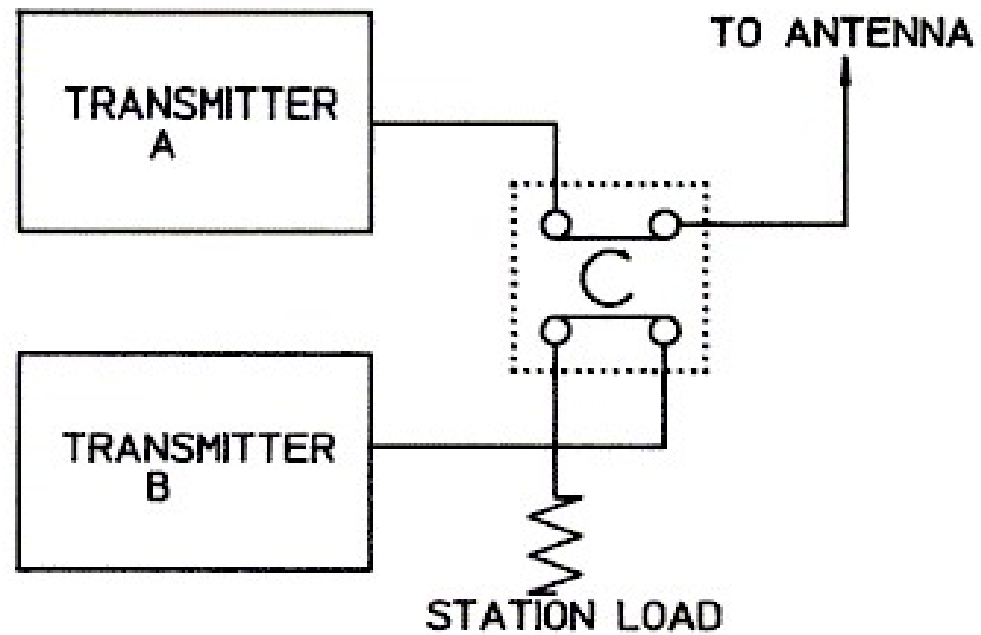 TO ANTENNA
TRANSMITTER
A
C
TRANSMITTER
B
STATION LOAD